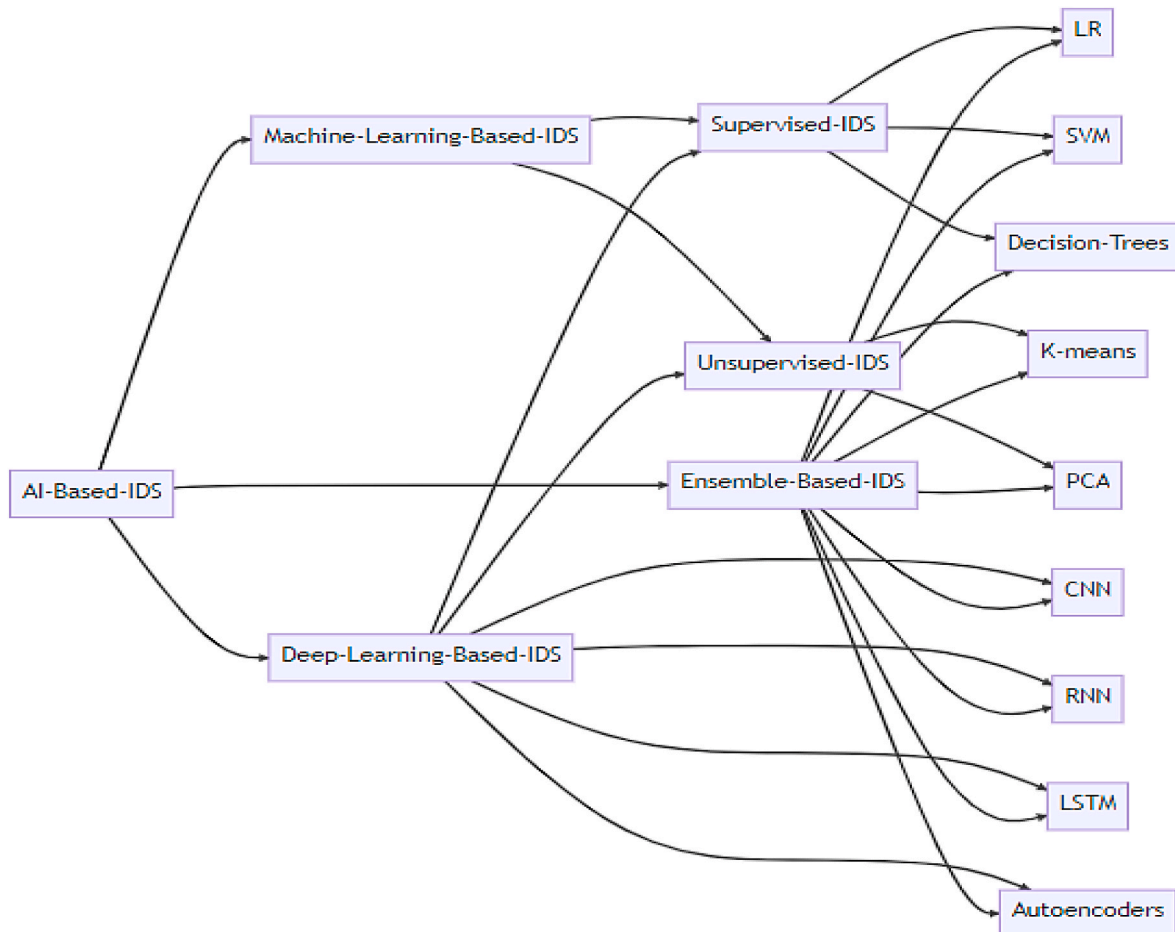 LR
Machine-Learning-Based-IDS
Supervised-IDS
SVM
Decision-Trees
Unsupervised-IDS
K-means
AI-Based-IDS
Ensemble-Based-IDS
PCA
CNN
Deep-Learning-Based-IDS
RNN
LSTM
Autoencoders